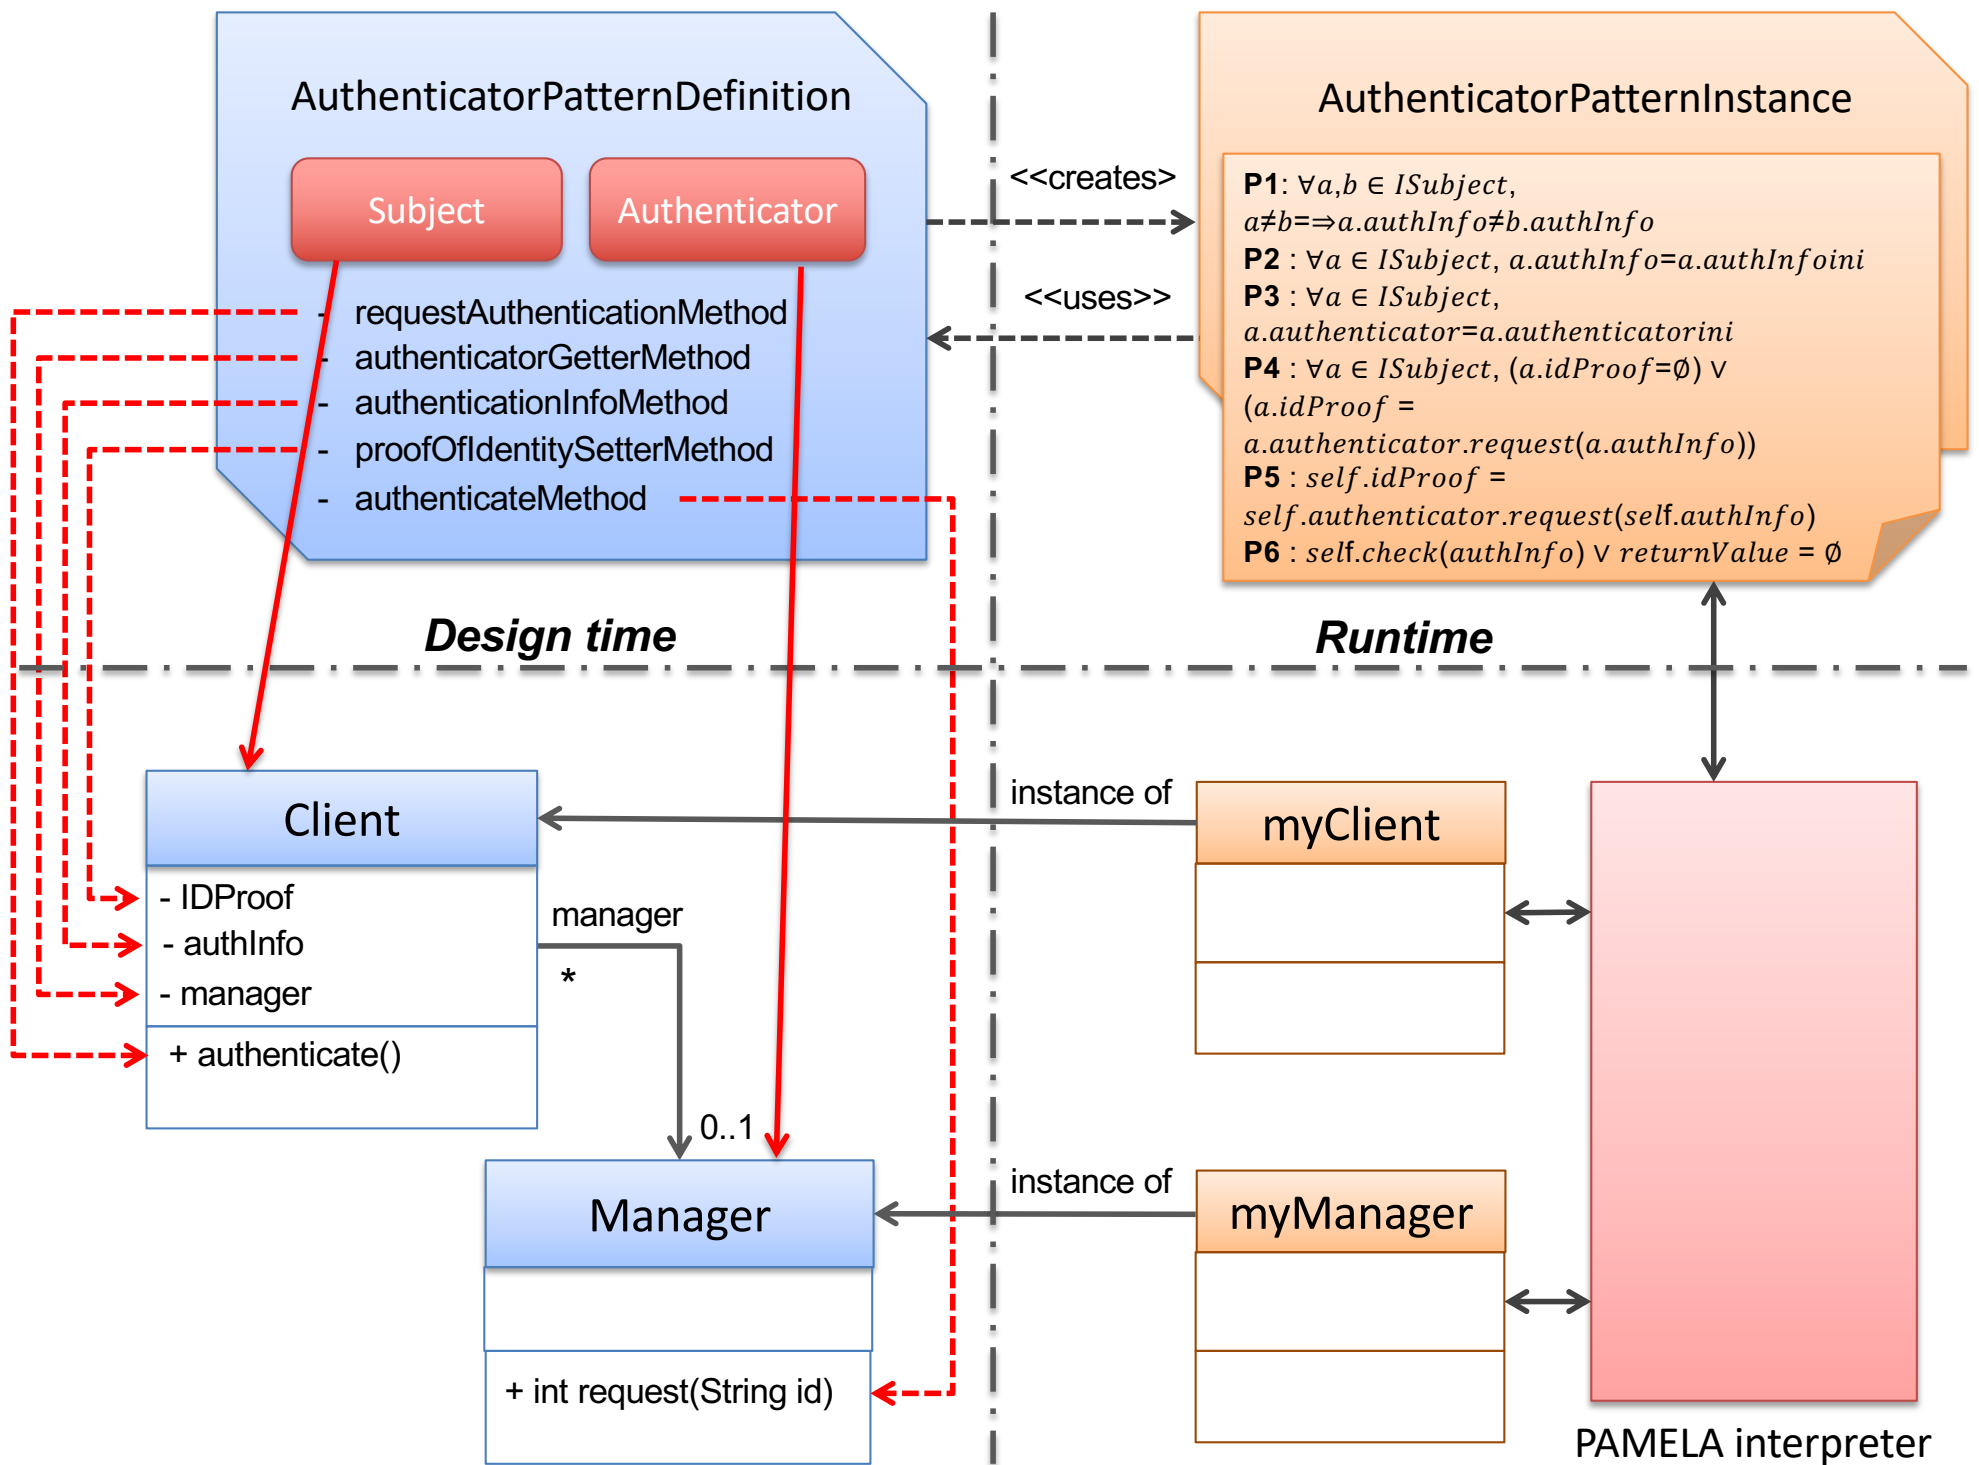 AuthenticatorPatternDefinition
Subject
Authenticator
- requestAuthenticationMethod
- authenticatorGetterMethod
- authenticationInfoMethod
- proofOfIdentitySetterMethod
- authenticateMethod
<<creates>
<<uses>>
AuthenticatorPatternInstance
P1: ∀a,b ∈ ISubject,
a≠b=⇒a.authInfo≠b.authInfo
P2 : ∀a ∈ ISubject, a.authInfo=a.authInfoini
P3 : ∀a ∈ ISubject,
a.authenticator=a.authenticatorini
P4 : ∀a ∈ ISubject, (a.idProof=∅) ∨
(a.idProof =
a.authenticator.request(a.authInfo))
P5 : self.idProof =
self.authenticator.request(self.authInfo)
P6 : self.check(authInfo) ∨ returnValue = ∅
Design time
Runtime
Client
- IDProof
- authInfo
- manager
+ authenticate()
manager
*
0..1
Manager
+ int request(String id)
instance of
myClient
instance of
myManager
PAMELA interpreter